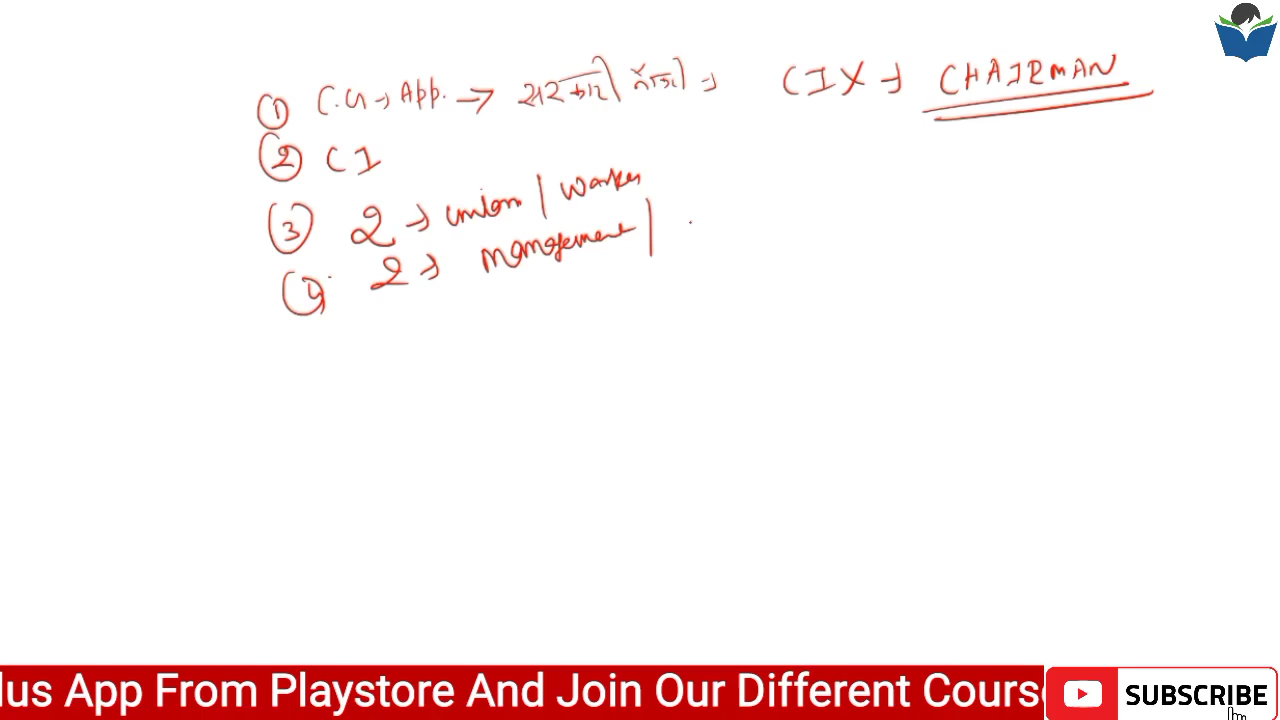 ① C.G → App. → सरकारी → CIX → CHAIRMAN
② CI
③ 2 → union | worker
④ 2 → management |
lus App From Playstore And Join Our Different Cours
SUBSCRIBE